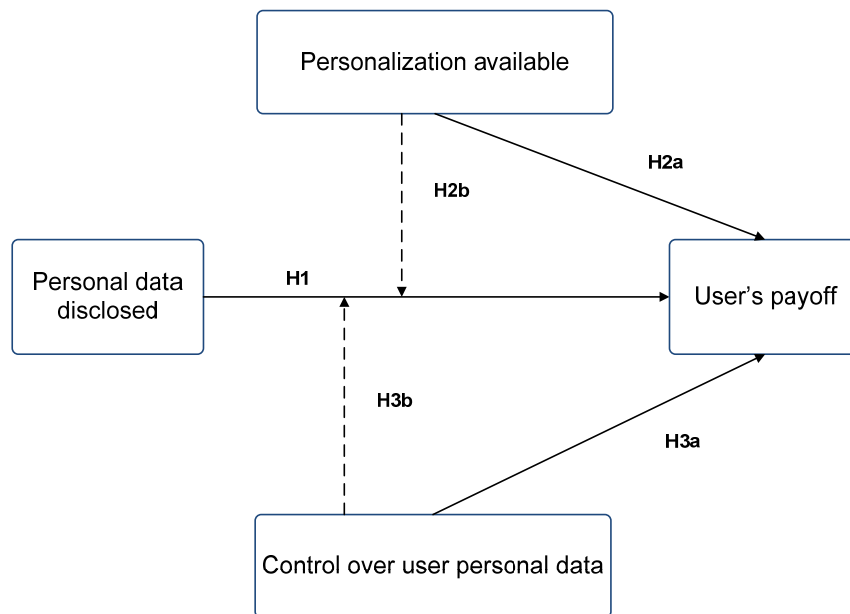 Personalization available
H2a
H2b
H1
Personal data
disclosed
User’s payoff
H3b
H3a
Control over user personal data